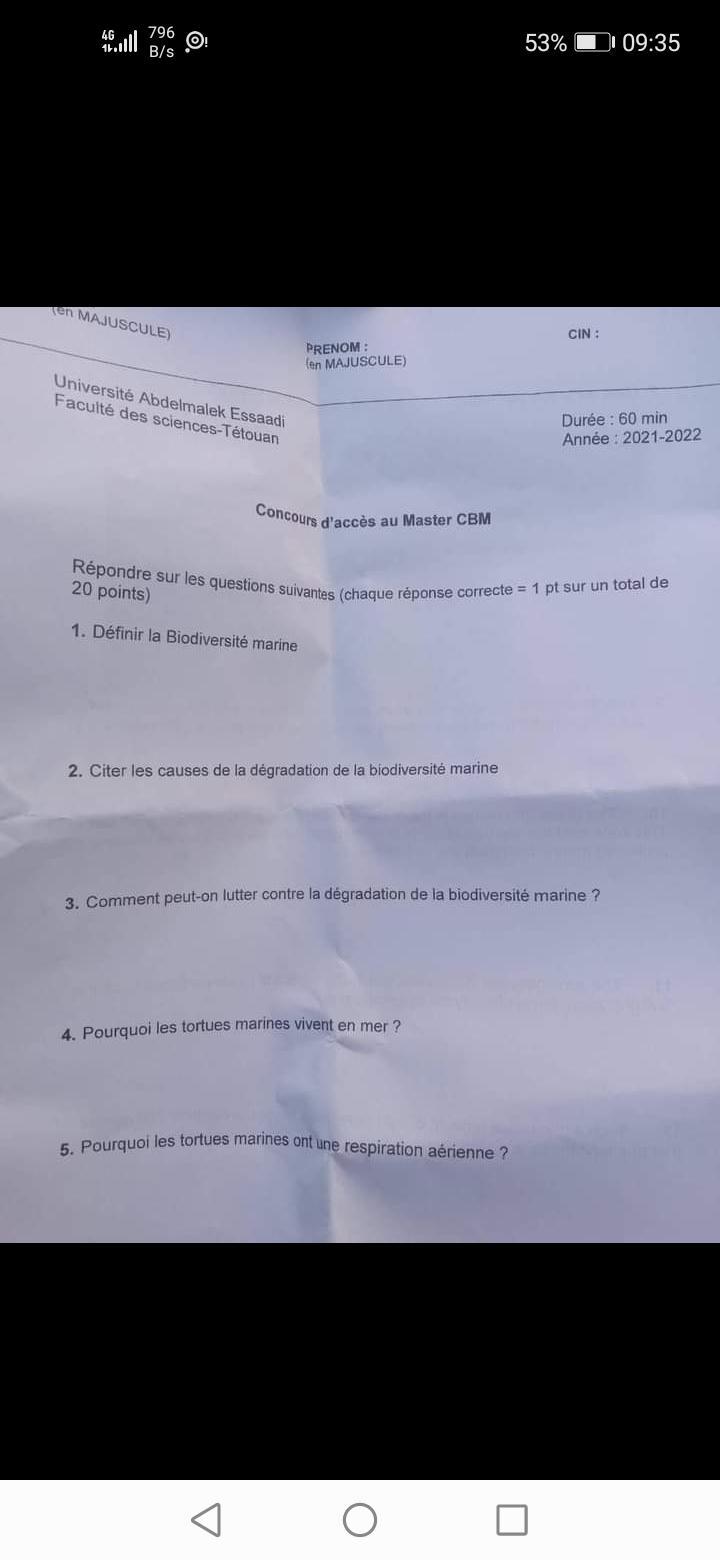 4G
796
B/s
53%
09:35
(en MAJUSCULE)
PRENOM :
(en MAJUSCULE)
CIN :
Université Abdelmalek Essaadi
Faculté des sciences-Tétouan
Durée : 60 min
Année : 2021-2022
Concours d'accès au Master CBM
Répondre sur les questions suivantes (chaque réponse correcte = 1 pt sur un total de
20 points)
1. Définir la Biodiversité marine
2. Citer les causes de la dégradation de la biodiversité marine
3. Comment peut-on lutter contre la dégradation de la biodiversité marine ?
4. Pourquoi les tortues marines vivent en mer ?
5. Pourquoi les tortues marines ont une respiration aérienne ?